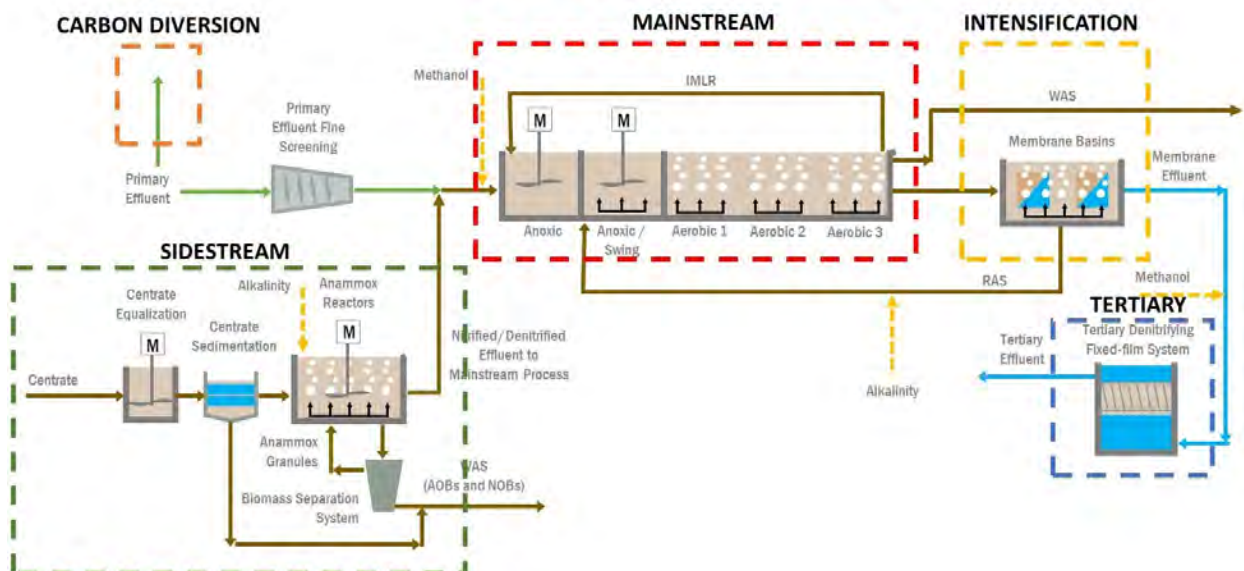 CARBON DIVERSION
MAINSTREAM
INTENSIFICATION
Methanol
IMLR
WAS
Primary
Effluent Fine
Screening
M
M
Membrane Basins
Membrane
Effluent
Primary
Effluent
Anoxic
Anoxic /
Swing
Aerobic 1
Aerobic 2
Aerobic 3
SIDESTREAM
RAS
Alkalinity
Anammox
Reactors
Methanol
Centrate
Equalization
M
Centrate
Sedimentation
M
Nitrified/Denitrified
Effluent to
Mainstream Process
TERTIARY
Tertiary
Effluent
Tertiary Denitrifying
Fixed-film System
Centrate
Alkalinity
Anammox
Granules
WAS
(AOBs and NOBs)
Biomass Separation
System